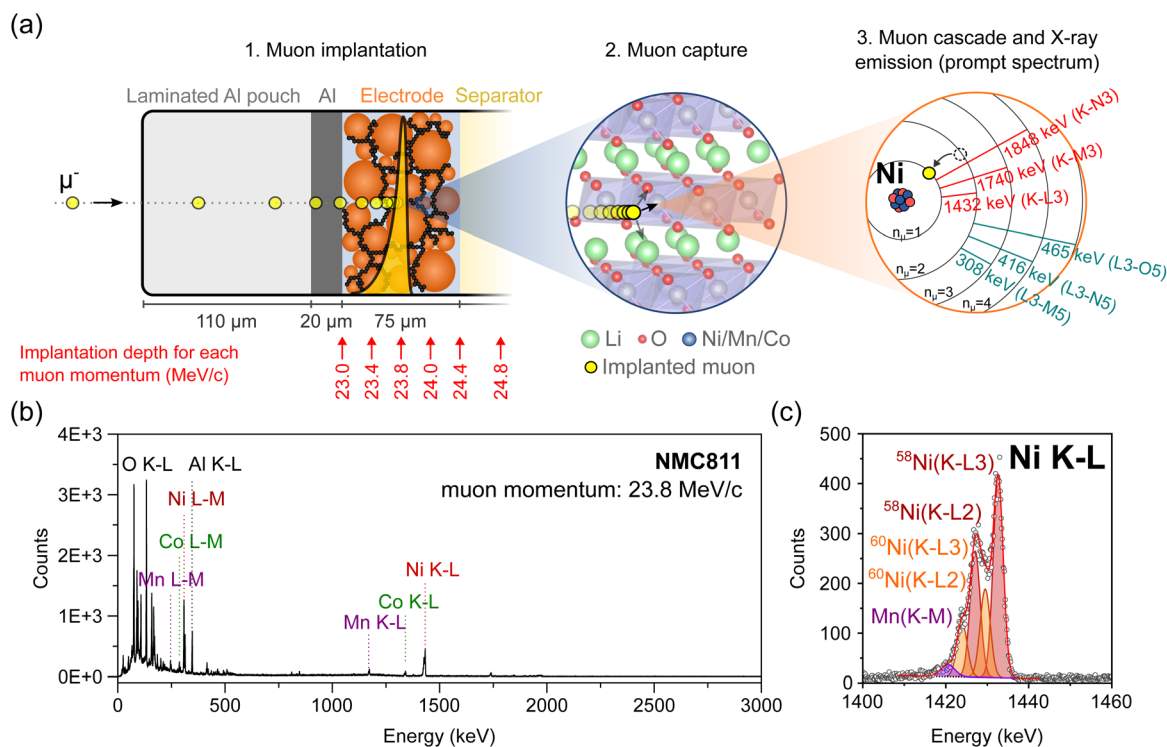 (a)
1. Muon implantation
2. Muon capture
3. Muon cascade and X-ray
emission (prompt spectrum)
Laminated Al pouch
Al
Electrode
Separator
μ-
110 μm
20 μm
75 μm
Implantation depth for each
muon momentum (MeV/c)
23.0
23.4
23.8
24.0
24.4
24.8
Li
O
Ni/Mn/Co
Implanted muon
Ni
1848 keV (K-N3)
1740 keV (K-M3)
1432 keV (K-L3)
465 keV (L3-O5)
416 keV (L3-N5)
308 keV (L3-M5)
nμ=1
nμ=2
nμ=3
nμ=4
(b)
4E+3
3E+3
2E+3
1E+3
0E+0
Counts
O K-L
Al K-L
Ni L-M
Co L-M
Mn L-M
Ni K-L
Co K-L
Mn K-L
NMC811
muon momentum: 23.8 MeV/c
0
500
1000
1500
2000
2500
3000
Energy (keV)
(c)
500
400
300
200
100
0
Counts
Ni K-L
58Ni(K-L3)
58Ni(K-L2)
60Ni(K-L3)
60Ni(K-L2)
Mn(K-M)
1400
1420
1440
1460
Energy (keV)